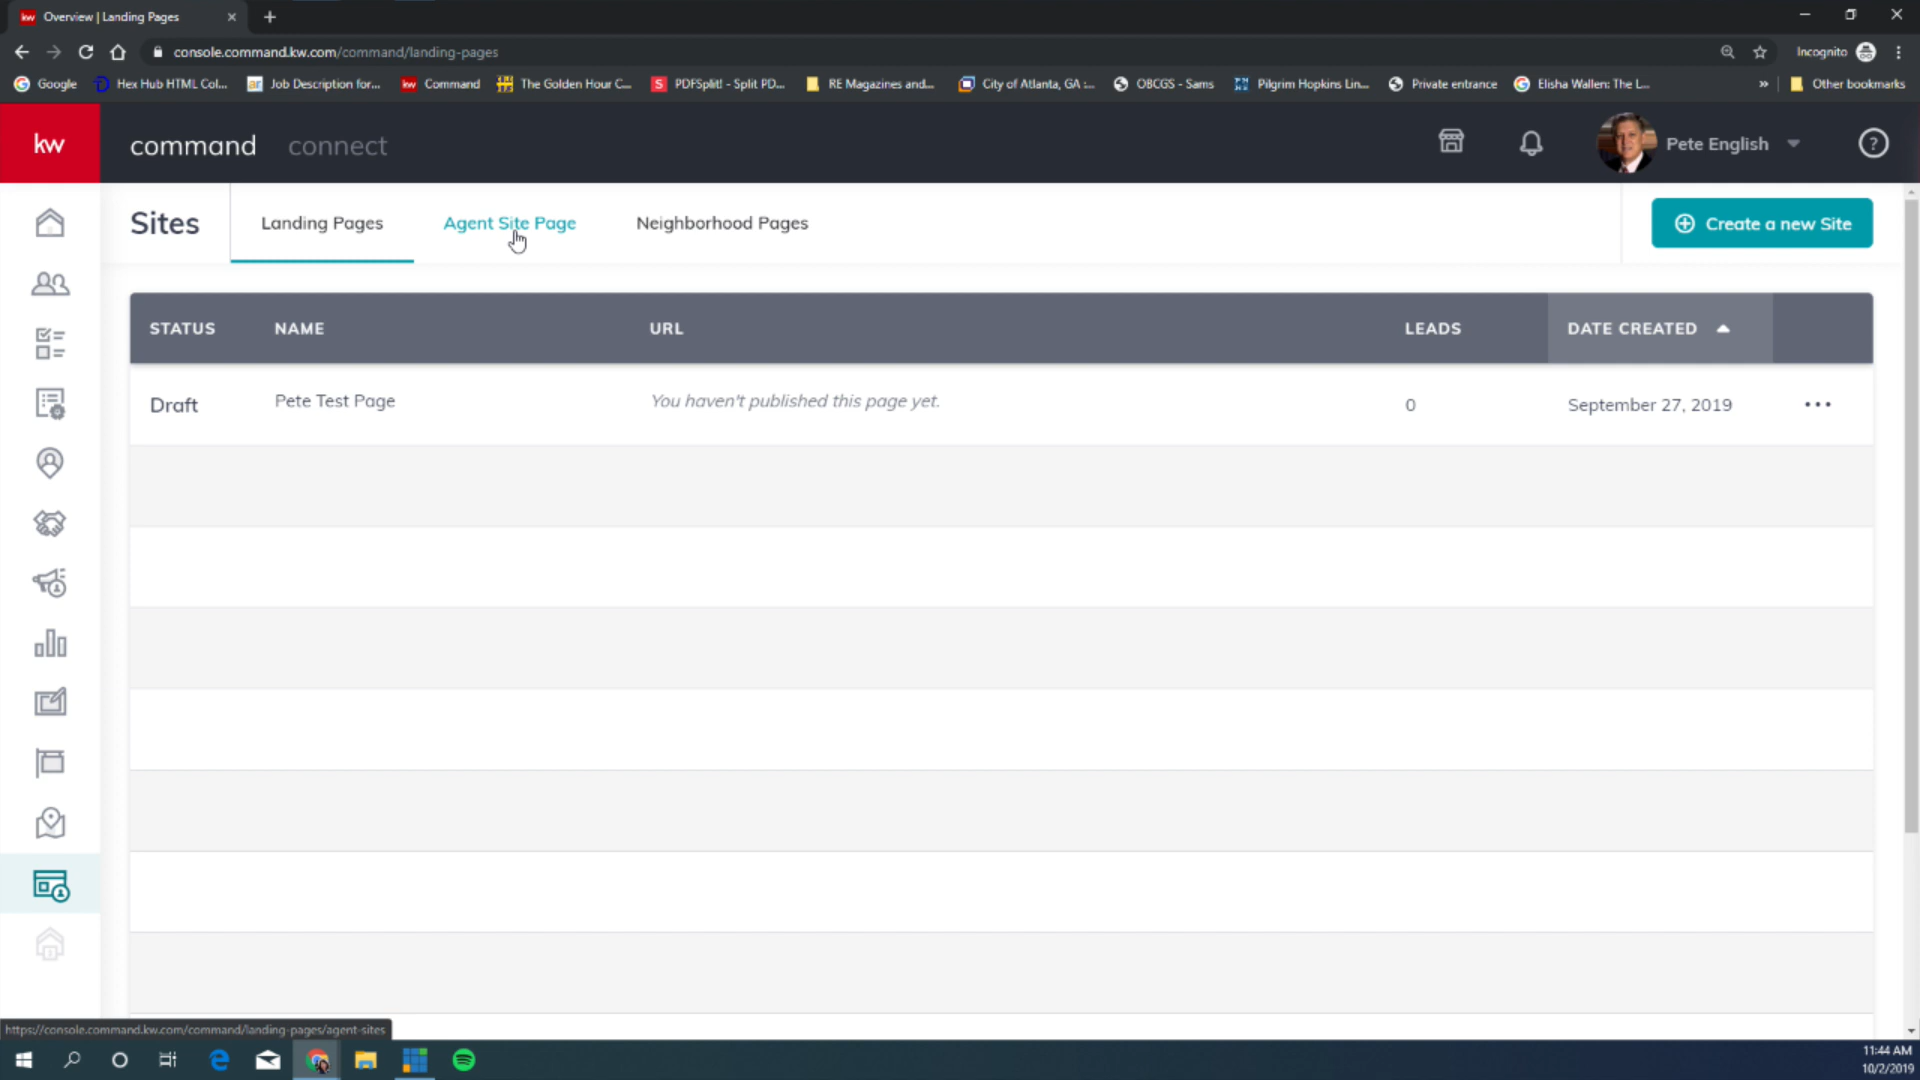 kw Overview | Landing Pages
console.command.kw.com/command/landing-pages
Incognito
Google
Hex Hub HTML Col...
ar Job Description for...
kw Command
The Golden Hour C...
S PDFSplit! - Split PD...
RE Magazines and...
City of Atlanta, GA :...
OBCGS - Sams
Pilgrim Hopkins Lin...
Private entrance
Elisha Wallen: The L...
»
Other bookmarks
kw
command
connect
Pete English
?
Sites
Landing Pages
Agent Site Page
Neighborhood Pages
Create a new Site
STATUS NAME URL LEADS DATE CREATED
Draft Pete Test Page You haven't published this page yet. 0 September 27, 2019
https://console.command.kw.com/command/landing-pages/agent-sites
11:44 AM
10/2/2019